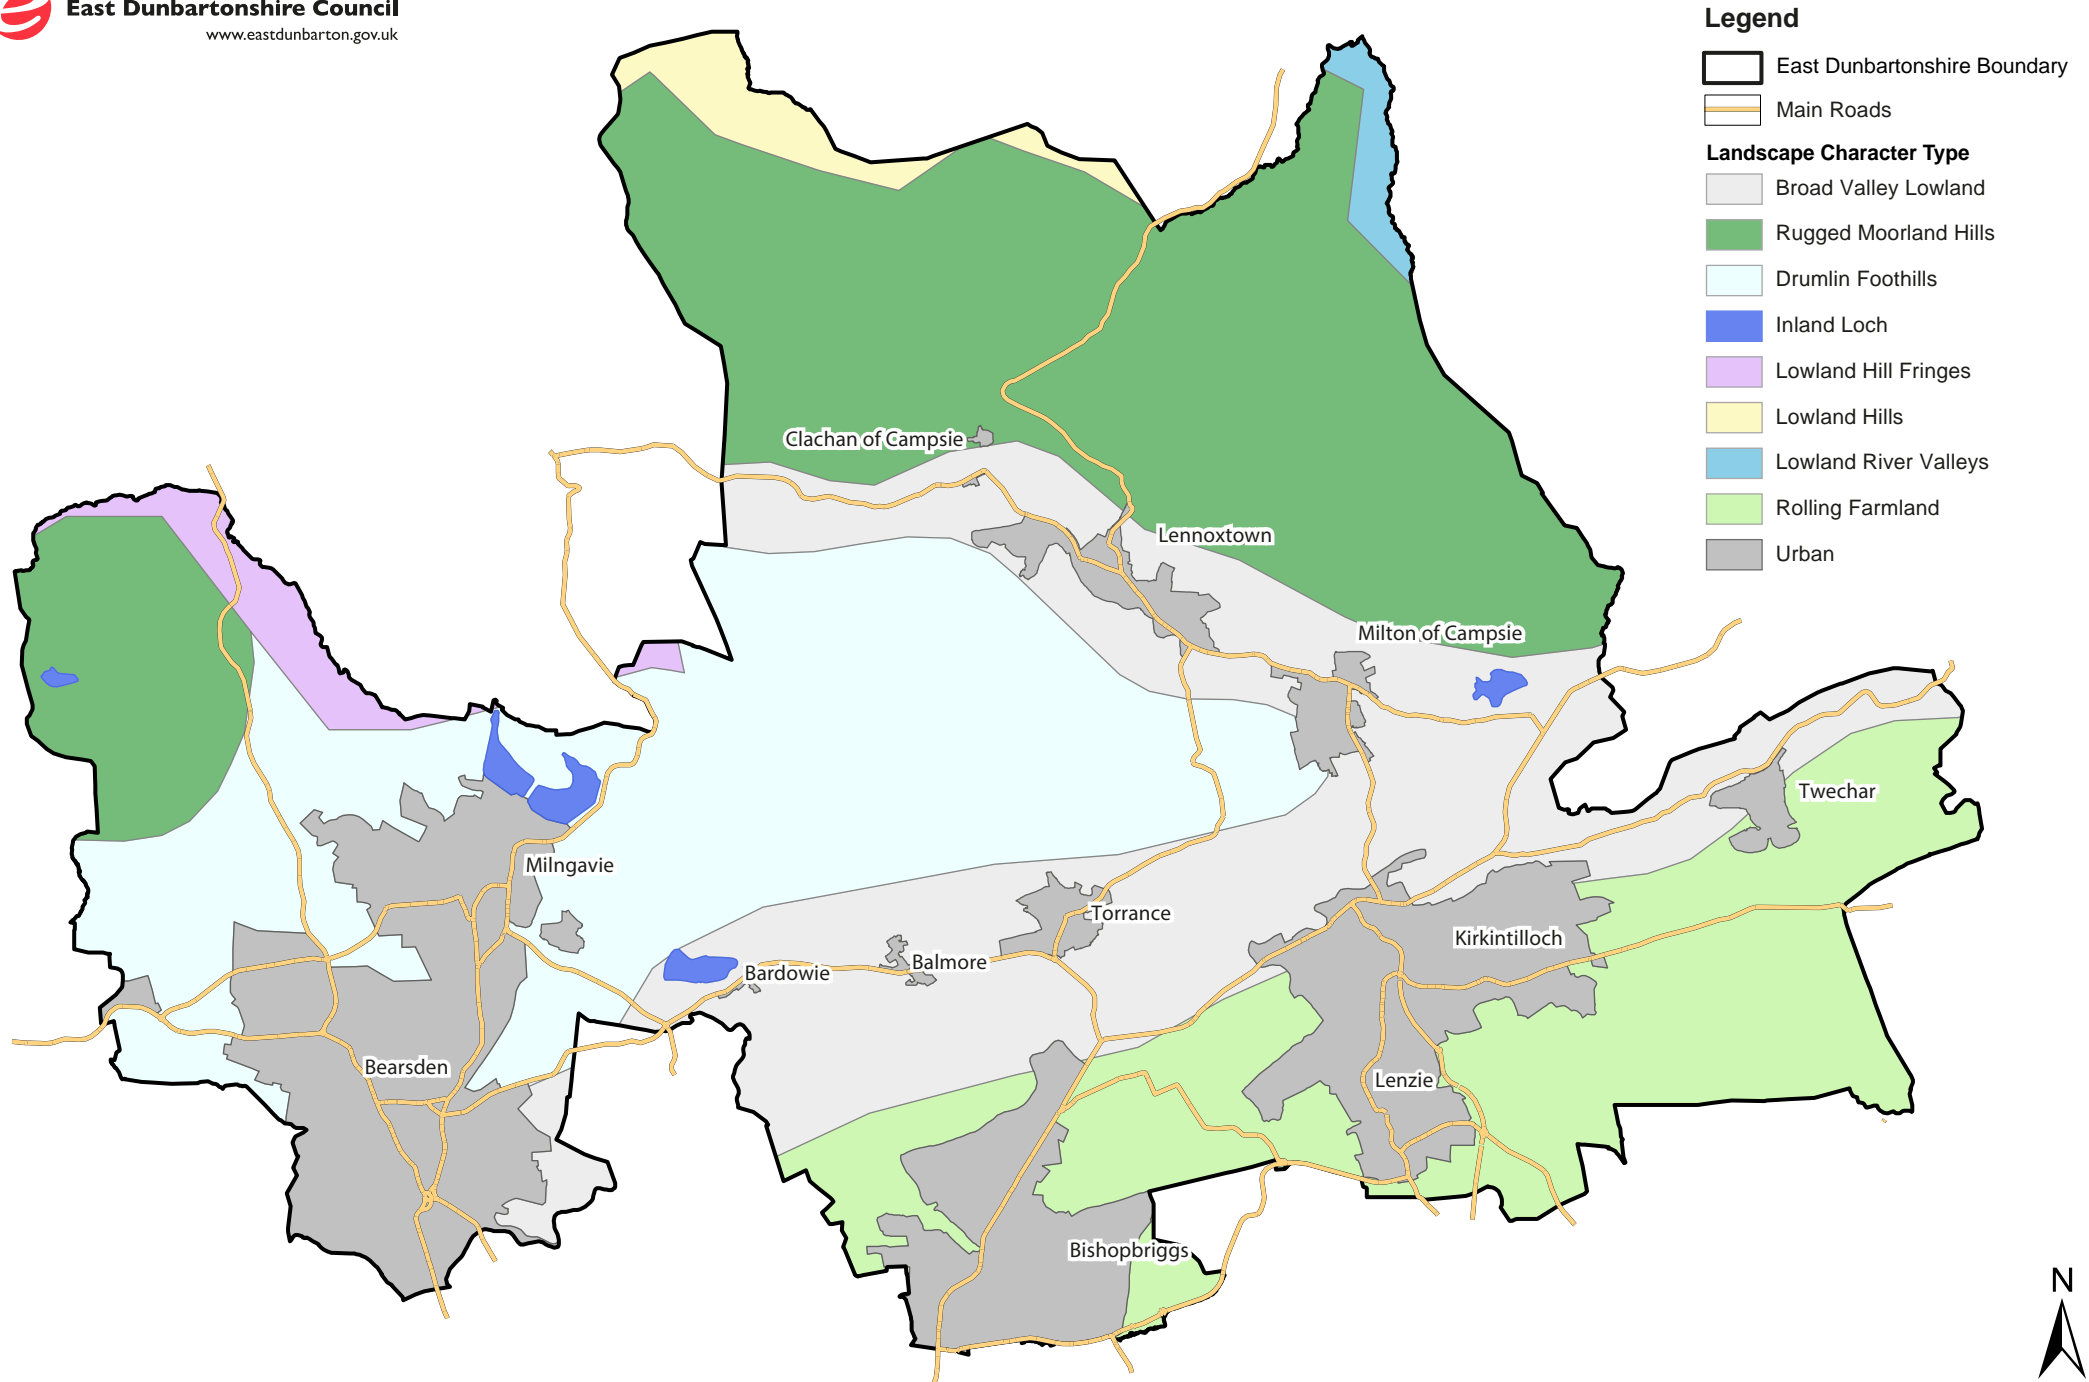 East Dunbartonshire Council
www.eastdunbarton.gov.uk
Legend
East Dunbartonshire Boundary
Main Roads
Landscape Character Type
Broad Valley Lowland
Rugged Moorland Hills
Drumlin Foothills
Inland Loch
Lowland Hill Fringes
Lowland Hills
Lowland River Valleys
Rolling Farmland
Urban
Clachan of Campsie
Lennoxtown
Milton of Campsie
Twechar
Milngavie
Torrance
Kirkintilloch
Balmore
Bardowie
Bearsden
Lenzie
Bishopbriggs
N